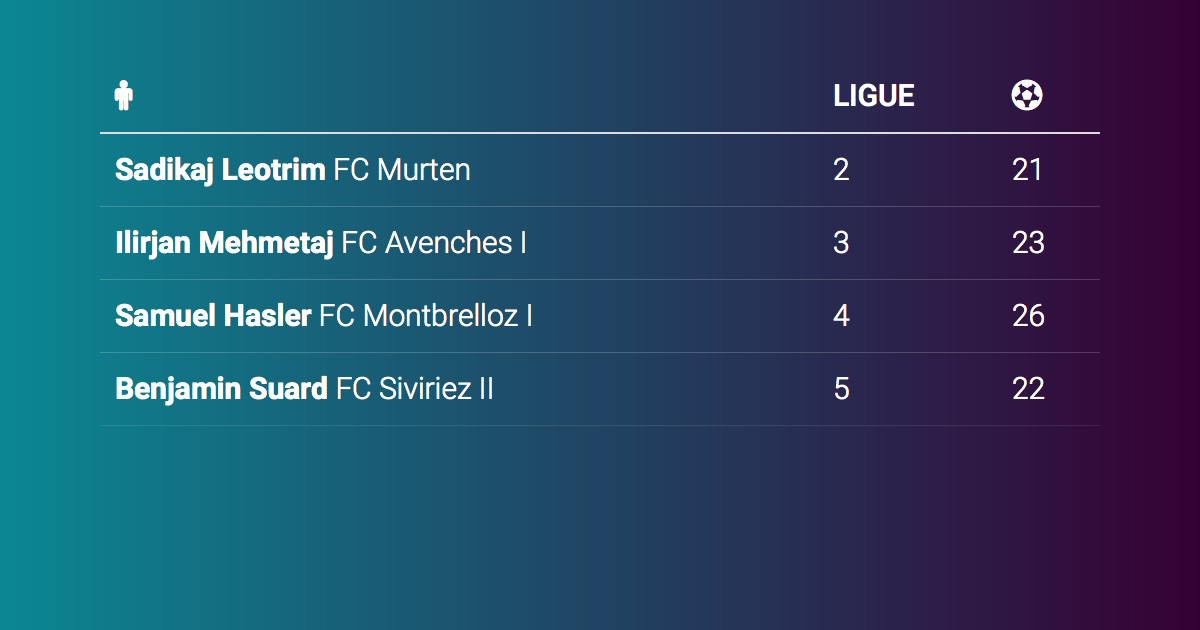 LIGUE
Sadikaj Leotrim FC Murten 2 21
Ilirjan Mehmetaj FC Avenches I 3 23
Samuel Hasler FC Montbrelloz I 4 26
Benjamin Suard FC Siviriez II 5 22